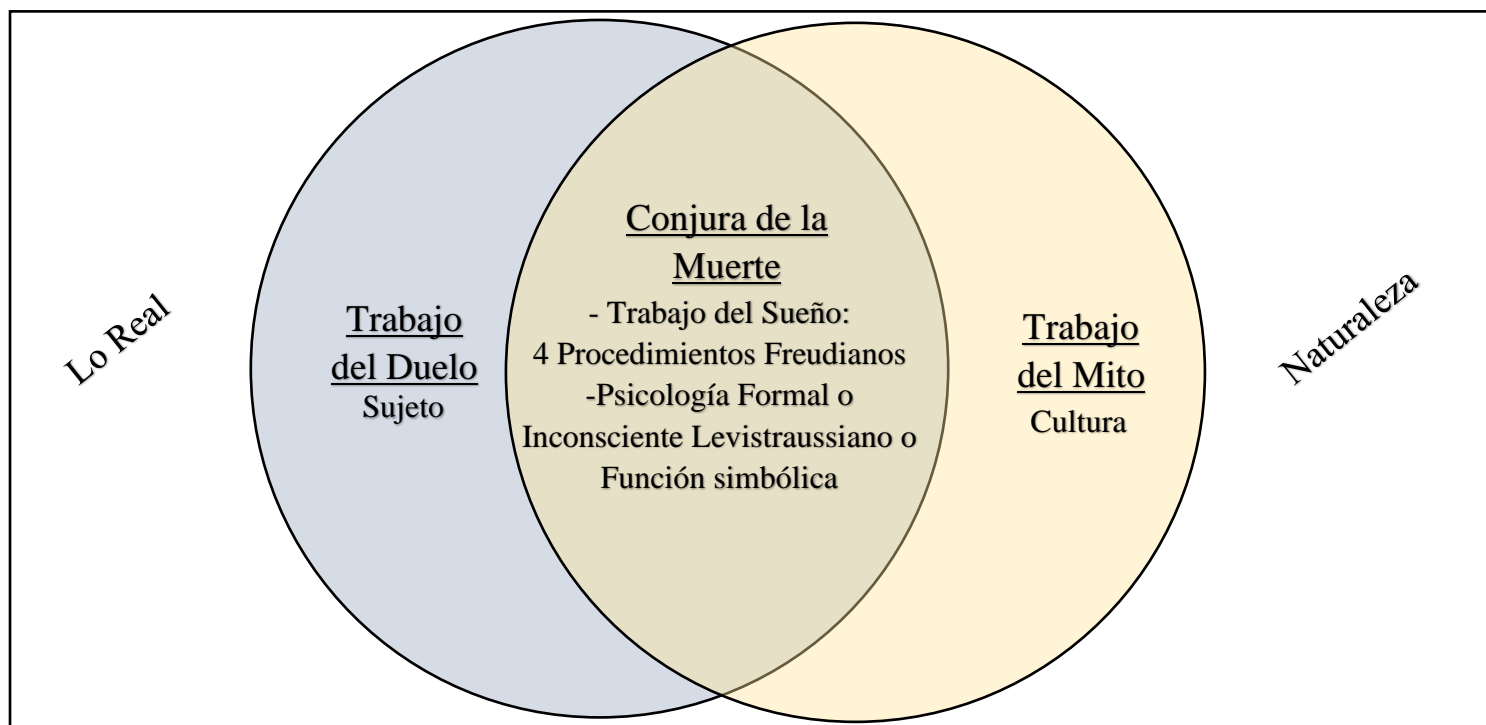 Lo Real
Trabajo
del Duelo
Sujeto
Conjura de la
Muerte
- Trabajo del Sueño:
4 Procedimientos Freudianos
-Psicología Formal o
Inconsciente Levistraussiano o
Función simbólica
Trabajo
del Mito
Cultura
Naturaleza